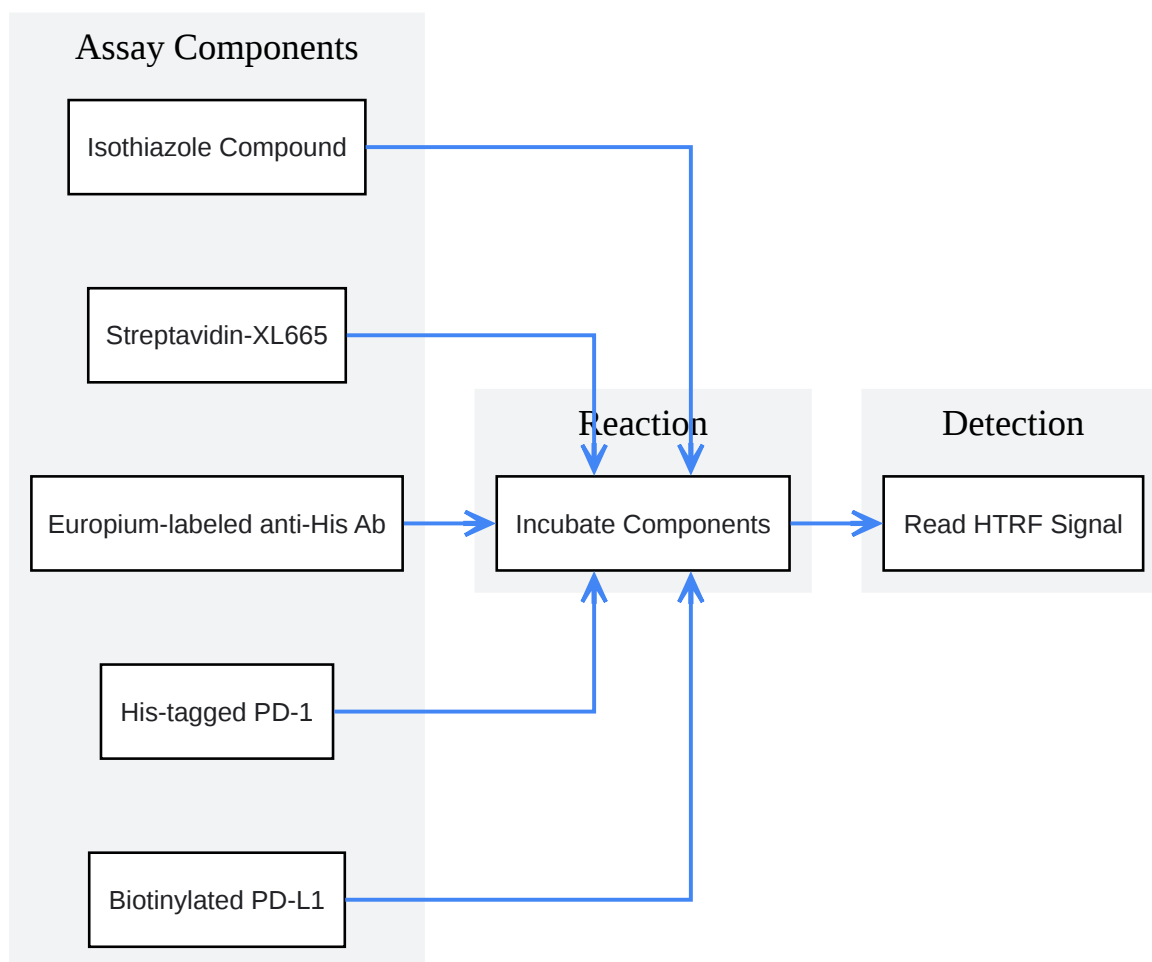 Assay Components
Isothiazole Compound
Streptavidin-XL665
Europium-labeled anti-His Ab
His-tagged PD-1
Biotinylated PD-L1
Reaction
Incubate Components
Detection
Read HTRF Signal